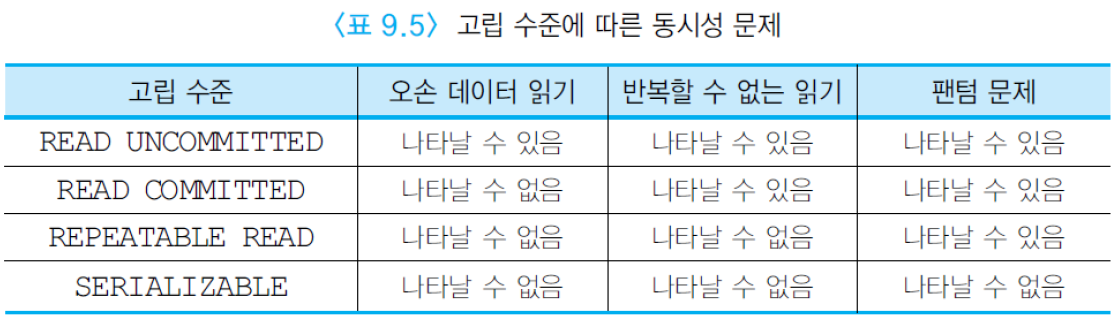 〈표 9.5〉 고립 수준에 따른 동시성 문제
고립 수준 오손 데이터 읽기 반복할 수 없는 읽기 팬텀 문제
READ UNCOMMITTED 나타날 수 있음 나타날 수 있음 나타날 수 있음
READ COMMITTED 나타날 수 없음 나타날 수 있음 나타날 수 있음
REPEATABLE READ 나타날 수 없음 나타날 수 없음 나타날 수 있음
SERIALIZABLE 나타날 수 없음 나타날 수 없음 나타날 수 없음